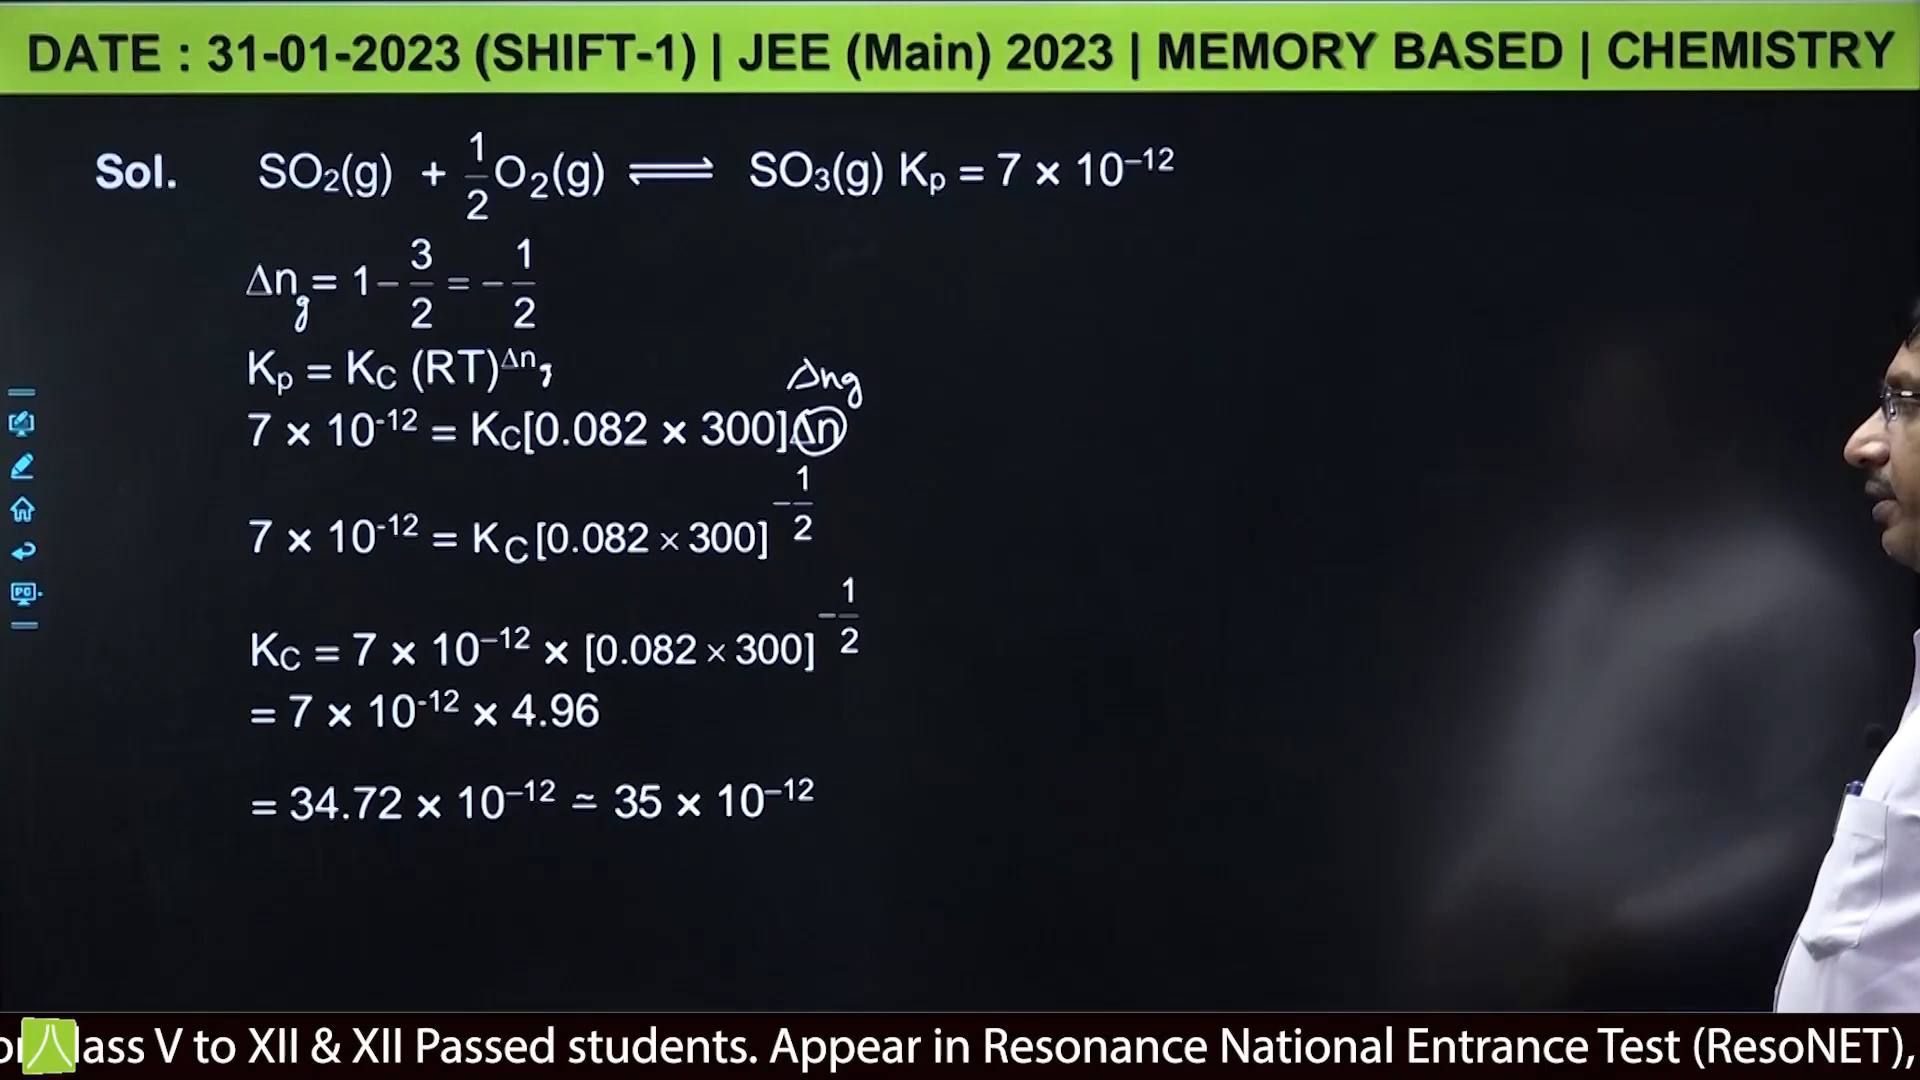 DATE : 31-01-2023 (SHIFT-1) | JEE (Main) 2023 | MEMORY BASED | CHEMISTRY
Sol. SO₂(g) + 1/2 O₂(g) ⇌ SO₃(g) Kp = 7 × 10⁻¹²
Δng = 1 − 3/2 = − 1/2
Kp = KC (RT)^Δng
Δng
7 × 10⁻¹² = KC[0.082 × 300]Δn
7 × 10⁻¹² = KC[0.082 × 300]^(−1/2)
KC = 7 × 10⁻¹² × [0.082 × 300]^(−1/2)
= 7 × 10⁻¹² × 4.96
= 34.72 × 10⁻¹² ≃ 35 × 10⁻¹²
lass V to XII & XII Passed students. Appear in Resonance National Entrance Test (ResoNET),